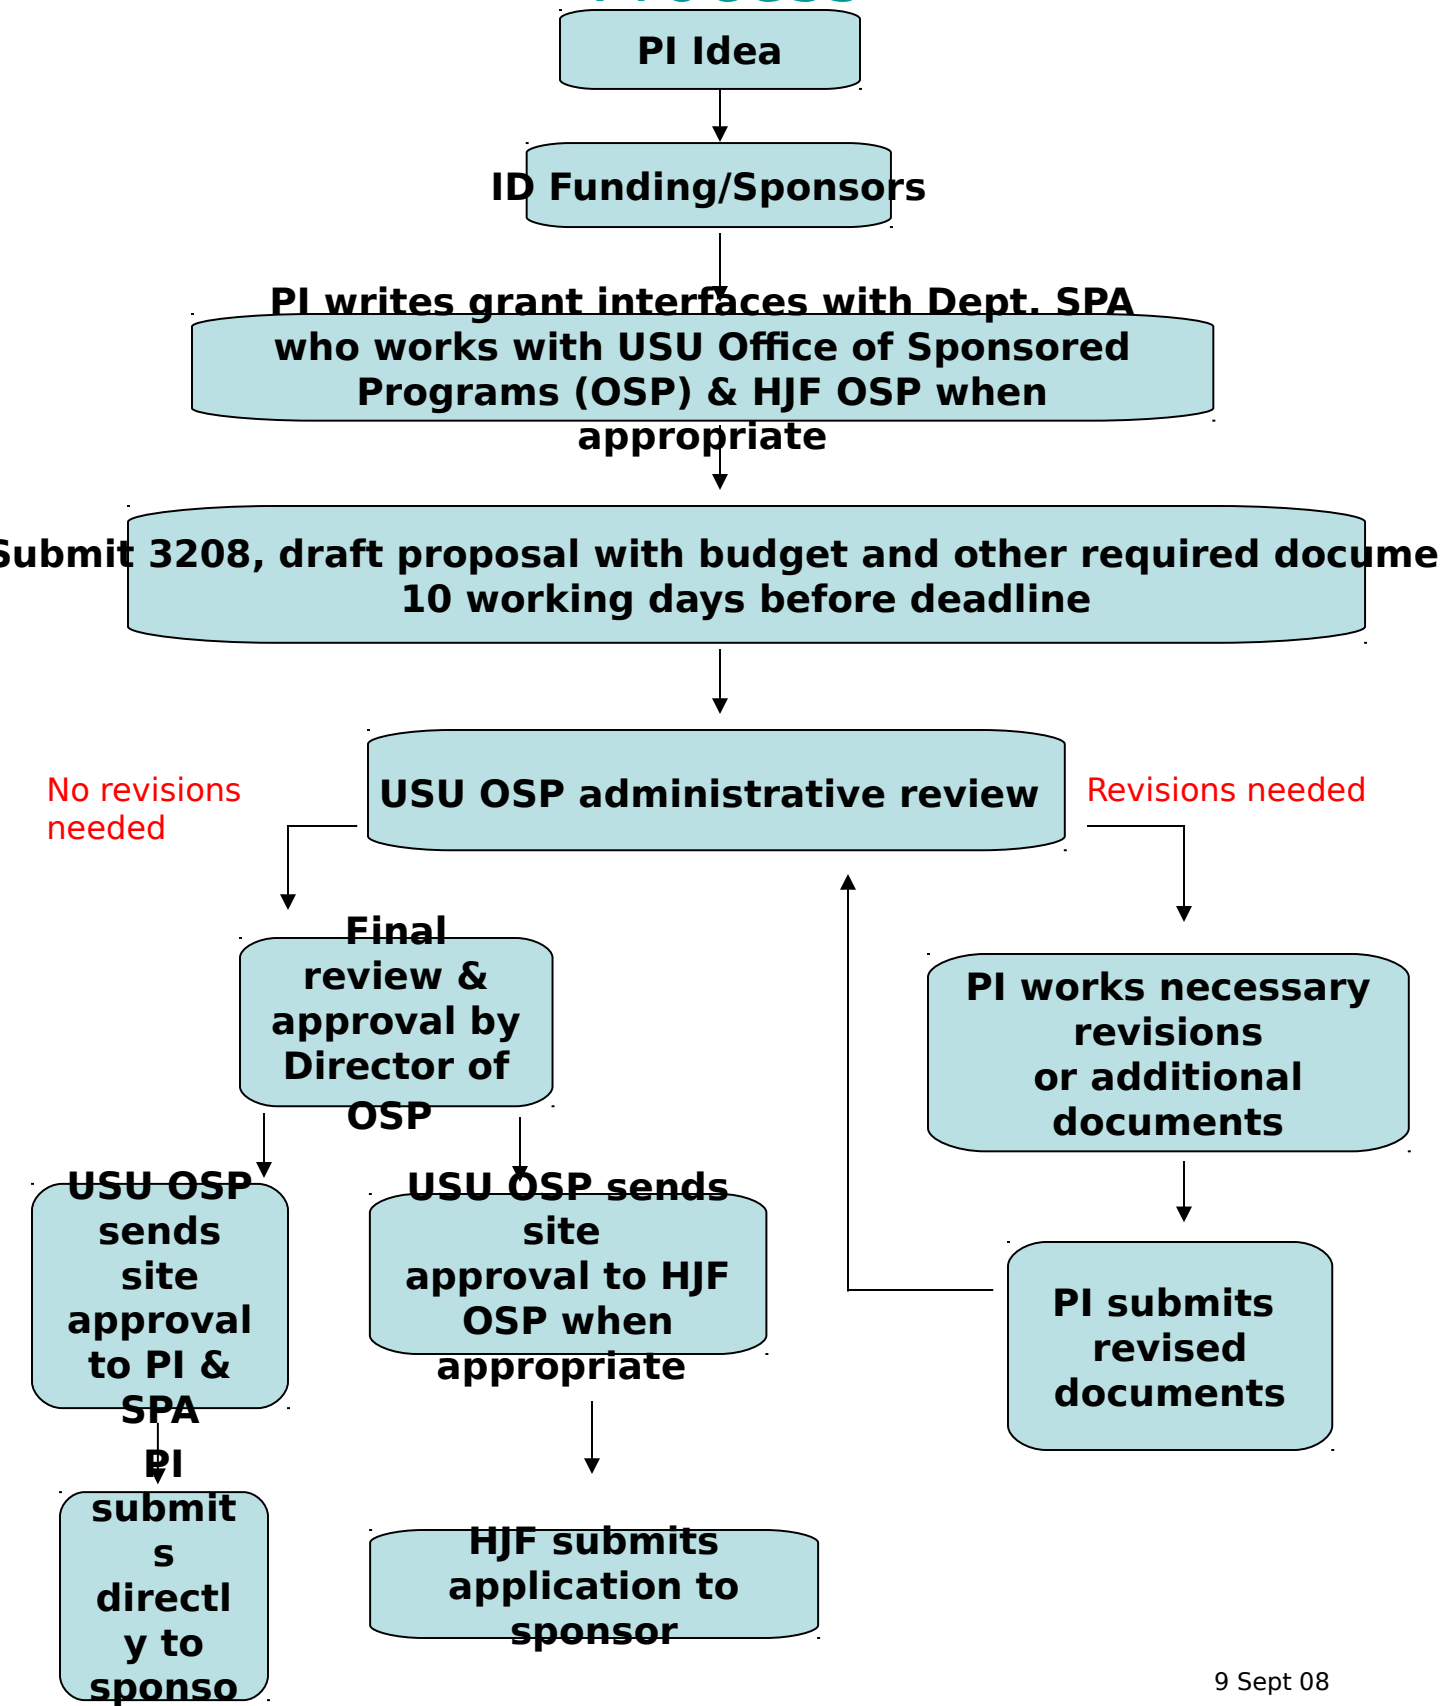 PI Idea
ID Funding/Sponsors
PI writes grant interfaces with Dept. SPA
who works with USU Office of Sponsored
Programs (OSP) & HJF OSP when
appropriate
Submit 3208, draft proposal with budget and other required docume
10 working days before deadline
USU OSP administrative review
No revisions
needed
Revisions needed
Final
review &
approval by
Director of
OSP
PI works necessary
revisions
or additional
documents
USU OSP
sends
site
approval
to PI &
SPA
USU OSP sends
site
approval to HJF
OSP when
appropriate
PI submits
revised
documents
PI
submit
s
directl
y to
sponso
HJF submits
application to
sponsor
9 Sept 08